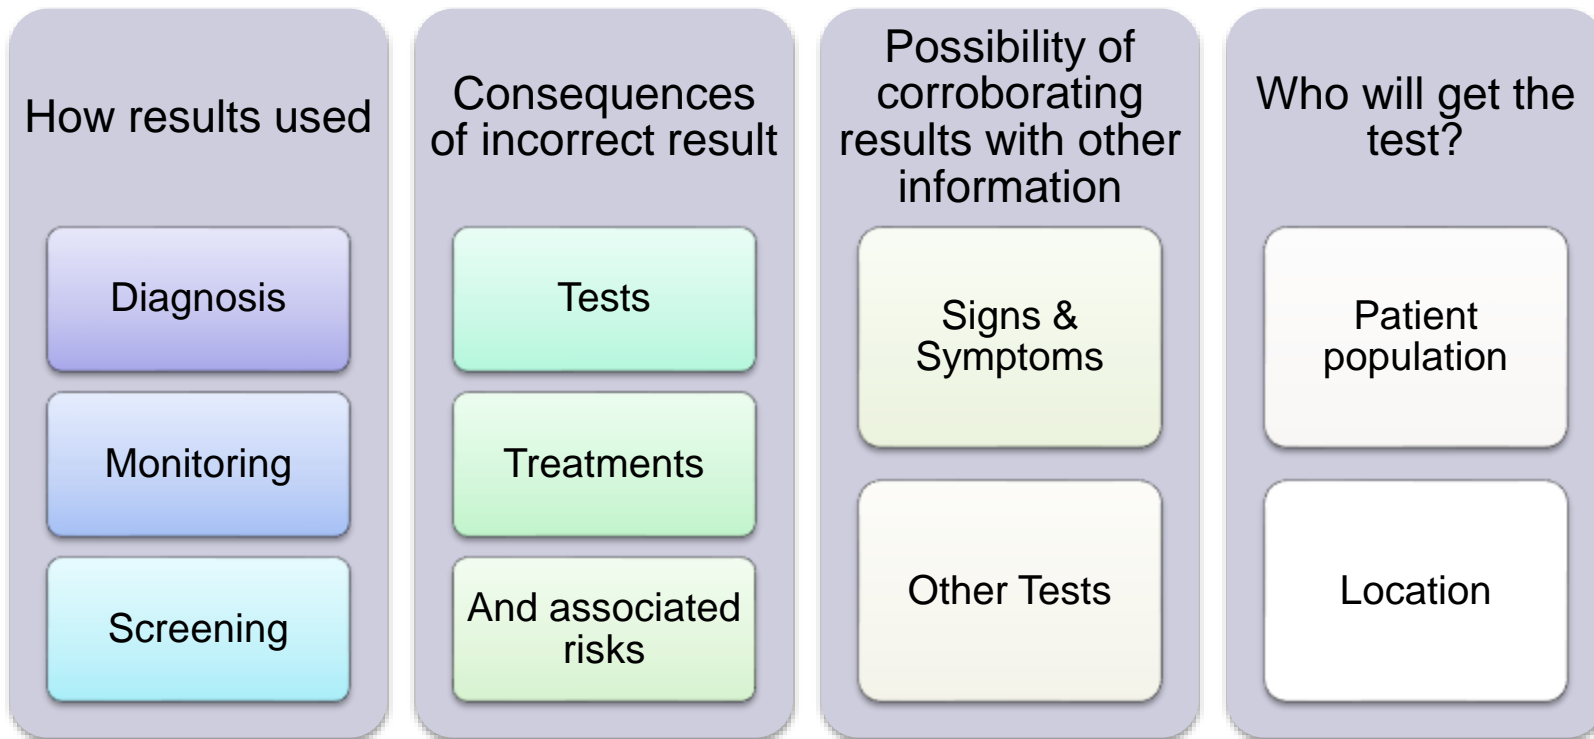 How results used
Diagnosis
Monitoring
Screening
Consequences
of incorrect result
Tests
Treatments
And associated
risks
Possibility of
corroborating
results with other
information
Signs &
Symptoms
Other Tests
Who will get the
test?
Patient
population
Location